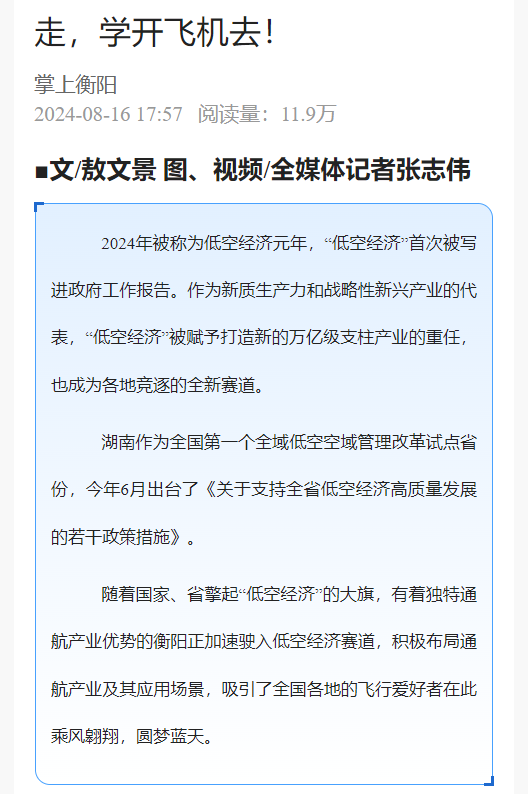 走，学开飞机去！
掌上衡阳
2024-08-16 17:57 阅读量：11.9万
■文/敖文景 图、视频/全媒体记者张志伟
2024年被称为低空经济元年，“低空经济”首次被写
进政府工作报告。作为新质生产力和战略性新兴产业的代
表，“低空经济”被赋予打造新的万亿级支柱产业的重任，
也成为各地竞逐的全新赛道。
湖南作为全国第一个全域低空空域管理改革试点省
份，今年6月出台了《关于支持全省低空经济高质量发展
的若干政策措施》。
随着国家、省擎起“低空经济”的大旗，有着独特通
航产业优势的衡阳正加速驶入低空经济赛道，积极布局通
航产业及其应用场景，吸引了全国各地的飞行爱好者在此
乘风翱翔，圆梦蓝天。